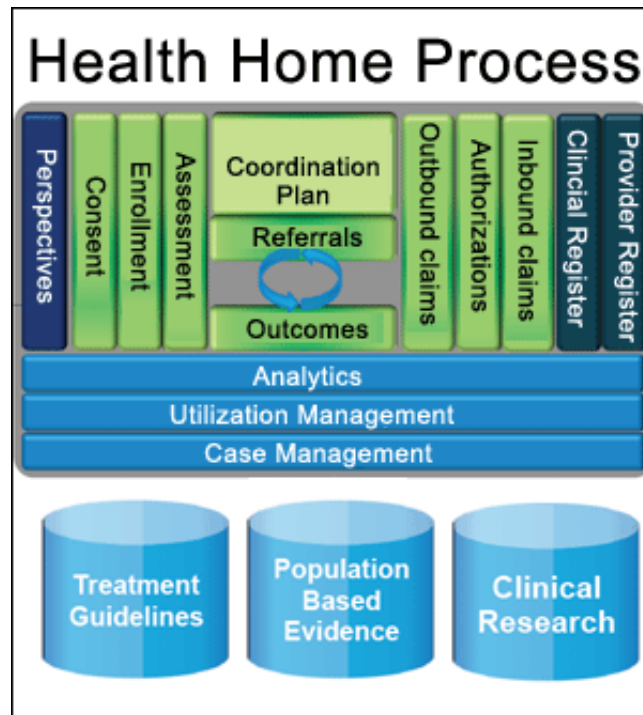 Health Home Process
Perspectives
Consent
Enrollment
Assessment
Coordination
Plan
Referrals
Outcomes
Outbound claims
Authorizations
Inbound claims
Clincial Register
Provider Register
Analytics
Utilization Management
Case Management
Treatment
Guidelines
Population
Based
Evidence
Clinical
Research